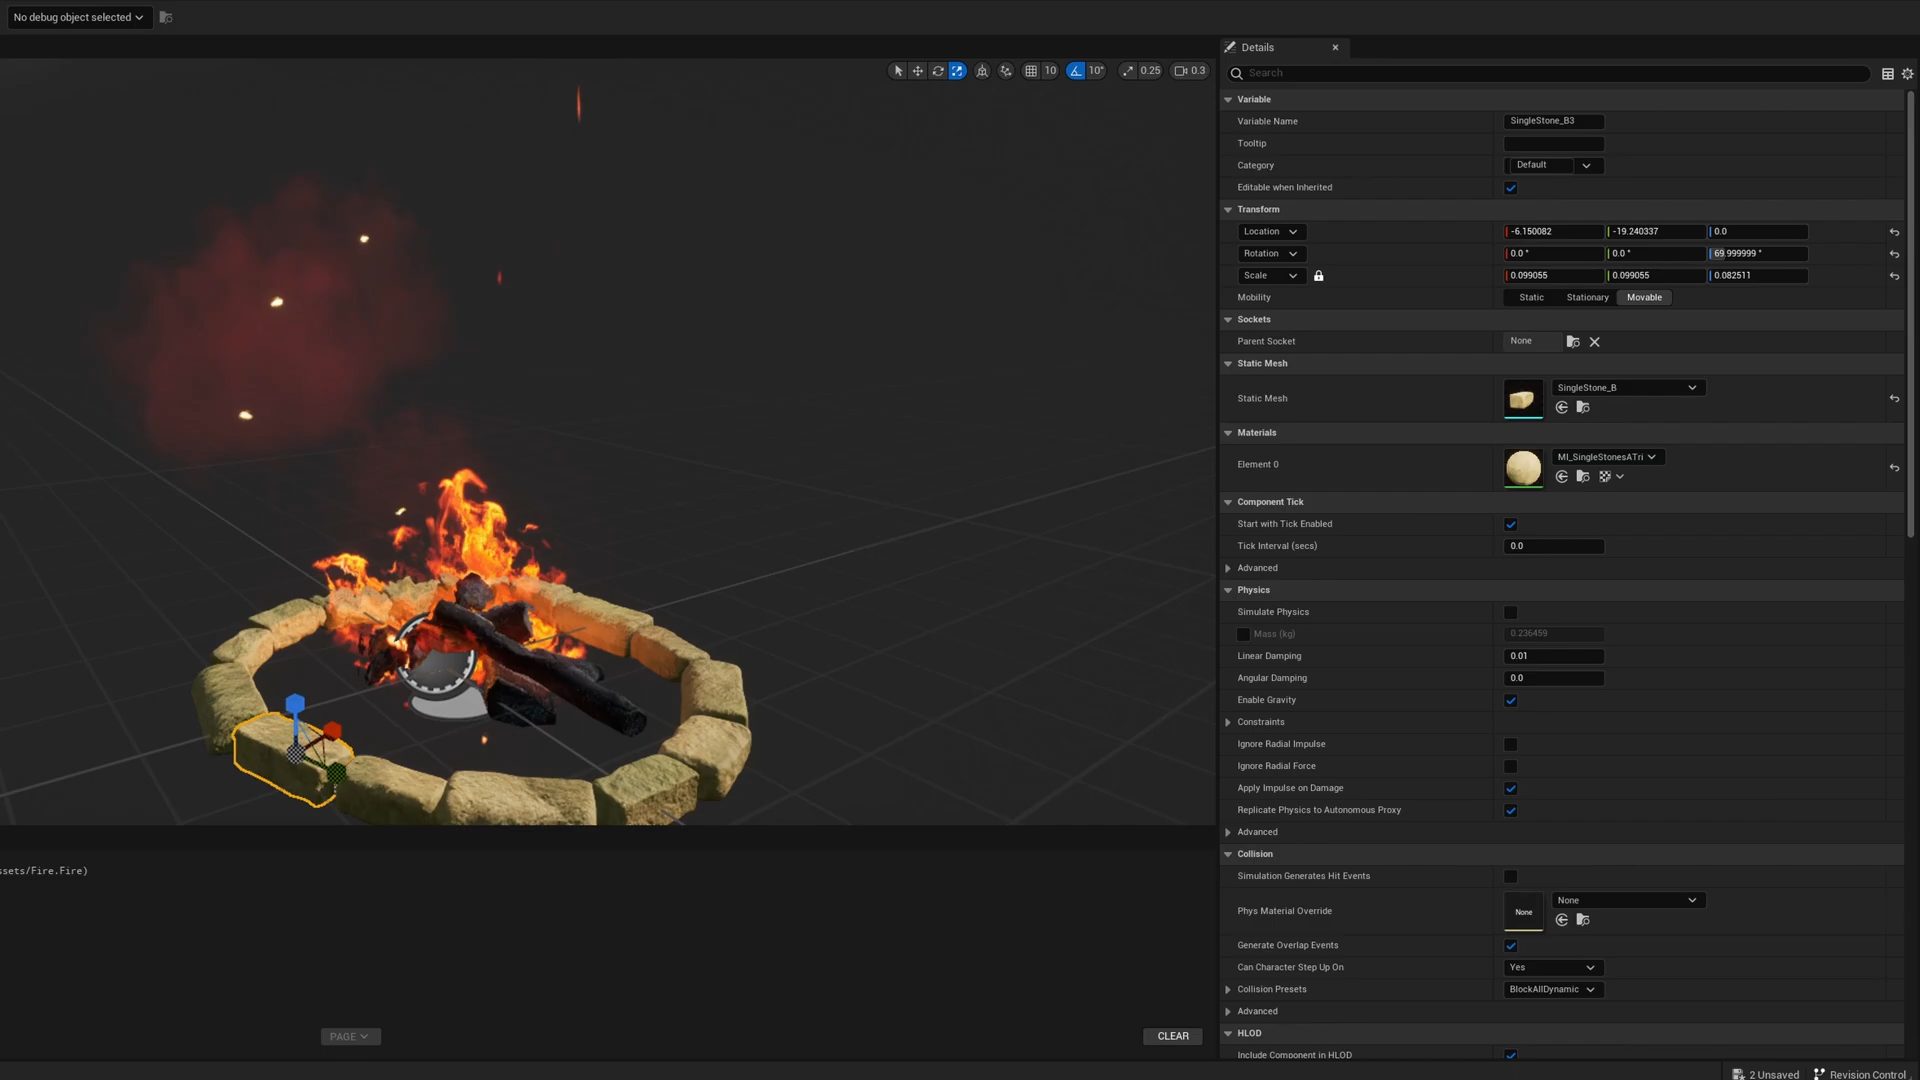 No debug object selected
Details
10
10°
0.25
0.3
Search
Variable
Variable Name
SingleStone_B3
Tooltip
Category
Default
Editable when Inherited
Transform
Location
-6.150082
-19.240337
0.0
Rotation
0.0 °
0.0 °
69.999999 °
Scale
0.099055
0.099055
0.082511
Mobility
Static
Stationary
Movable
Sockets
Parent Socket
None
Static Mesh
Static Mesh
SingleStone_B
Materials
Element 0
MI_SingleStonesATri
Component Tick
Start with Tick Enabled
Tick Interval (secs)
0.0
Advanced
Physics
Simulate Physics
Mass (kg)
0.236459
Linear Damping
0.01
Angular Damping
0.0
Enable Gravity
Constraints
Ignore Radial Impulse
Ignore Radial Force
Apply Impulse on Damage
Replicate Physics to Autonomous Proxy
Advanced
Collision
ssets/Fire.Fire)
Simulation Generates Hit Events
Phys Material Override
None
None
Generate Overlap Events
Can Character Step Up On
Yes
Collision Presets
BlockAllDynamic
Advanced
HLOD
PAGE
CLEAR
Include Component in HLOD
2 Unsaved
Revision Control